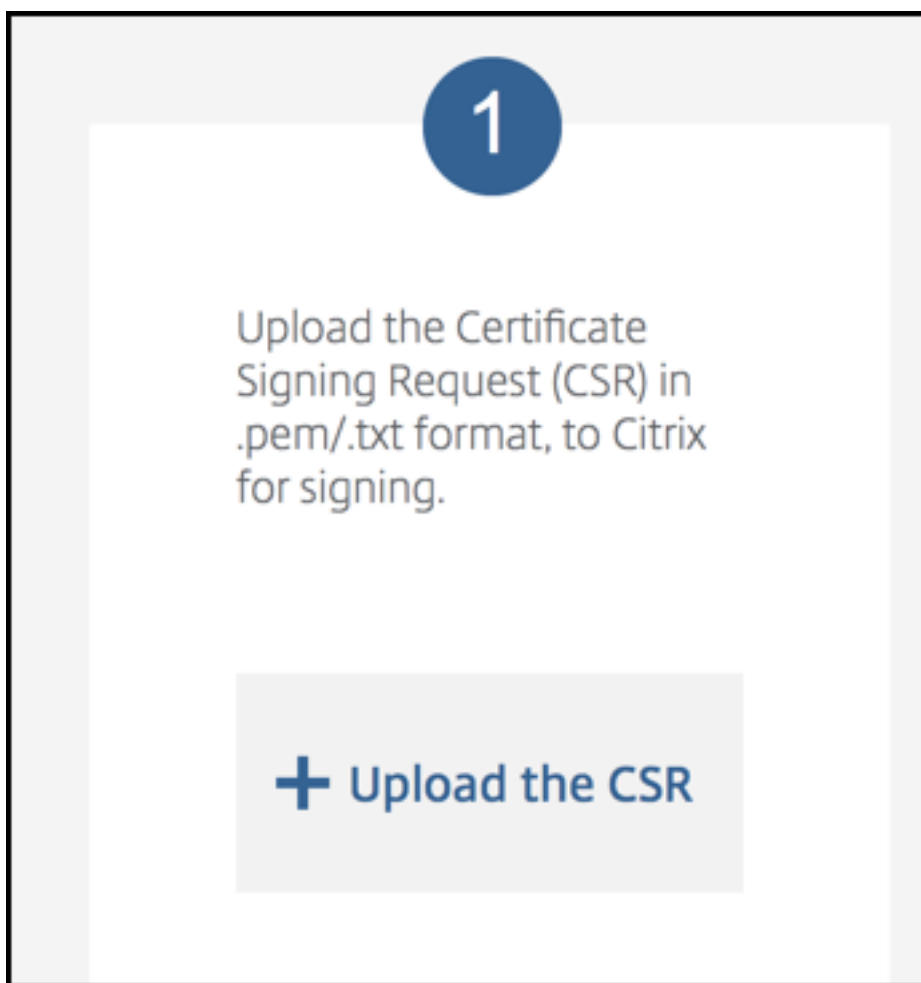 1
Upload the Certificate
Signing Request (CSR) in
.pem/.txt format, to Citrix
for signing.
+ Upload the CSR